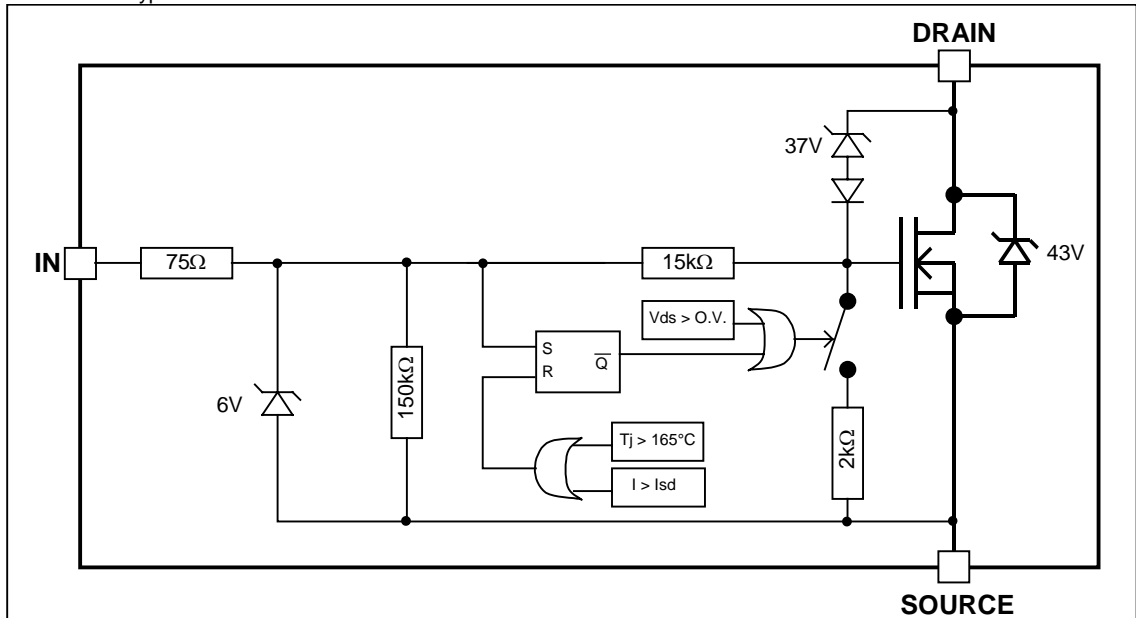 DRAIN
37V
43V
IN
75Ω
15kΩ
Vds > O.V.
S
R
Q
6V
150kΩ
Tj > 165°C
I > Isd
2kΩ
SOURCE